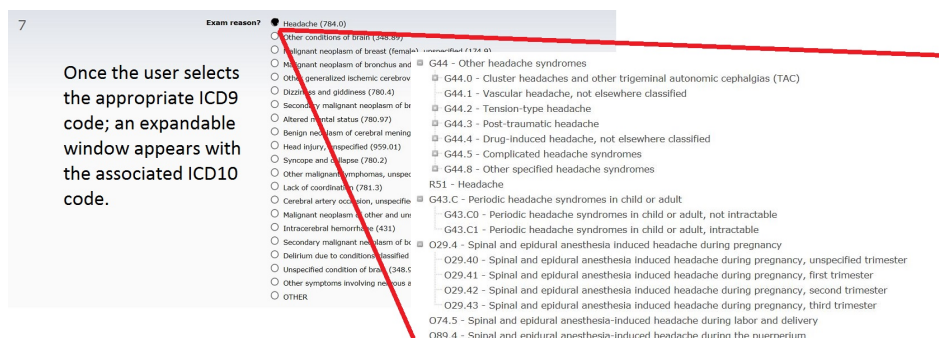 7
Exam reason?
Headache (784.0)
Other conditions of brain (348.89)
Malignant neoplasm of breast (female), unspecified (174.9)
Malignant neoplasm of bronchus and
Other generalized ischemic cerebrov
Dizziness and giddiness (780.4)
Secondary malignant neoplasm of br
Altered mental status (780.97)
Benign neoplasm of cerebral mening
Head injury, unspecified (959.01)
Syncope and collapse (780.2)
Other malignant lymphomas, unspec
Lack of coordination (781.3)
Cerebral artery occlusion, unspecifie
Malignant neoplasm of other and uns
Intracerebral hemorrhage (431)
Secondary malignant neoplasm of bo
Delirium due to conditions classified
Unspecified condition of brain (348.9
Other symptoms involving nervous a
OTHER
Once the user selects
the appropriate ICD9
code; an expandable
window appears with
the associated ICD10
code.
G44 - Other headache syndromes
G44.0 - Cluster headaches and other trigeminal autonomic cephalgias (TAC)
G44.1 - Vascular headache, not elsewhere classified
G44.2 - Tension-type headache
G44.3 - Post-traumatic headache
G44.4 - Drug-induced headache, not elsewhere classified
G44.5 - Complicated headache syndromes
G44.8 - Other specified headache syndromes
R51 - Headache
G43.C - Periodic headache syndromes in child or adult
G43.C0 - Periodic headache syndromes in child or adult, not intractable
G43.C1 - Periodic headache syndromes in child or adult, intractable
O29.4 - Spinal and epidural anesthesia induced headache during pregnancy
O29.40 - Spinal and epidural anesthesia induced headache during pregnancy, unspecified trimester
O29.41 - Spinal and epidural anesthesia induced headache during pregnancy, first trimester
O29.42 - Spinal and epidural anesthesia induced headache during pregnancy, second trimester
O29.43 - Spinal and epidural anesthesia induced headache during pregnancy, third trimester
O74.5 - Spinal and epidural anesthesia-induced headache during labor and delivery
O89.4 - Spinal and epidural anesthesia-induced headache during the puerperium